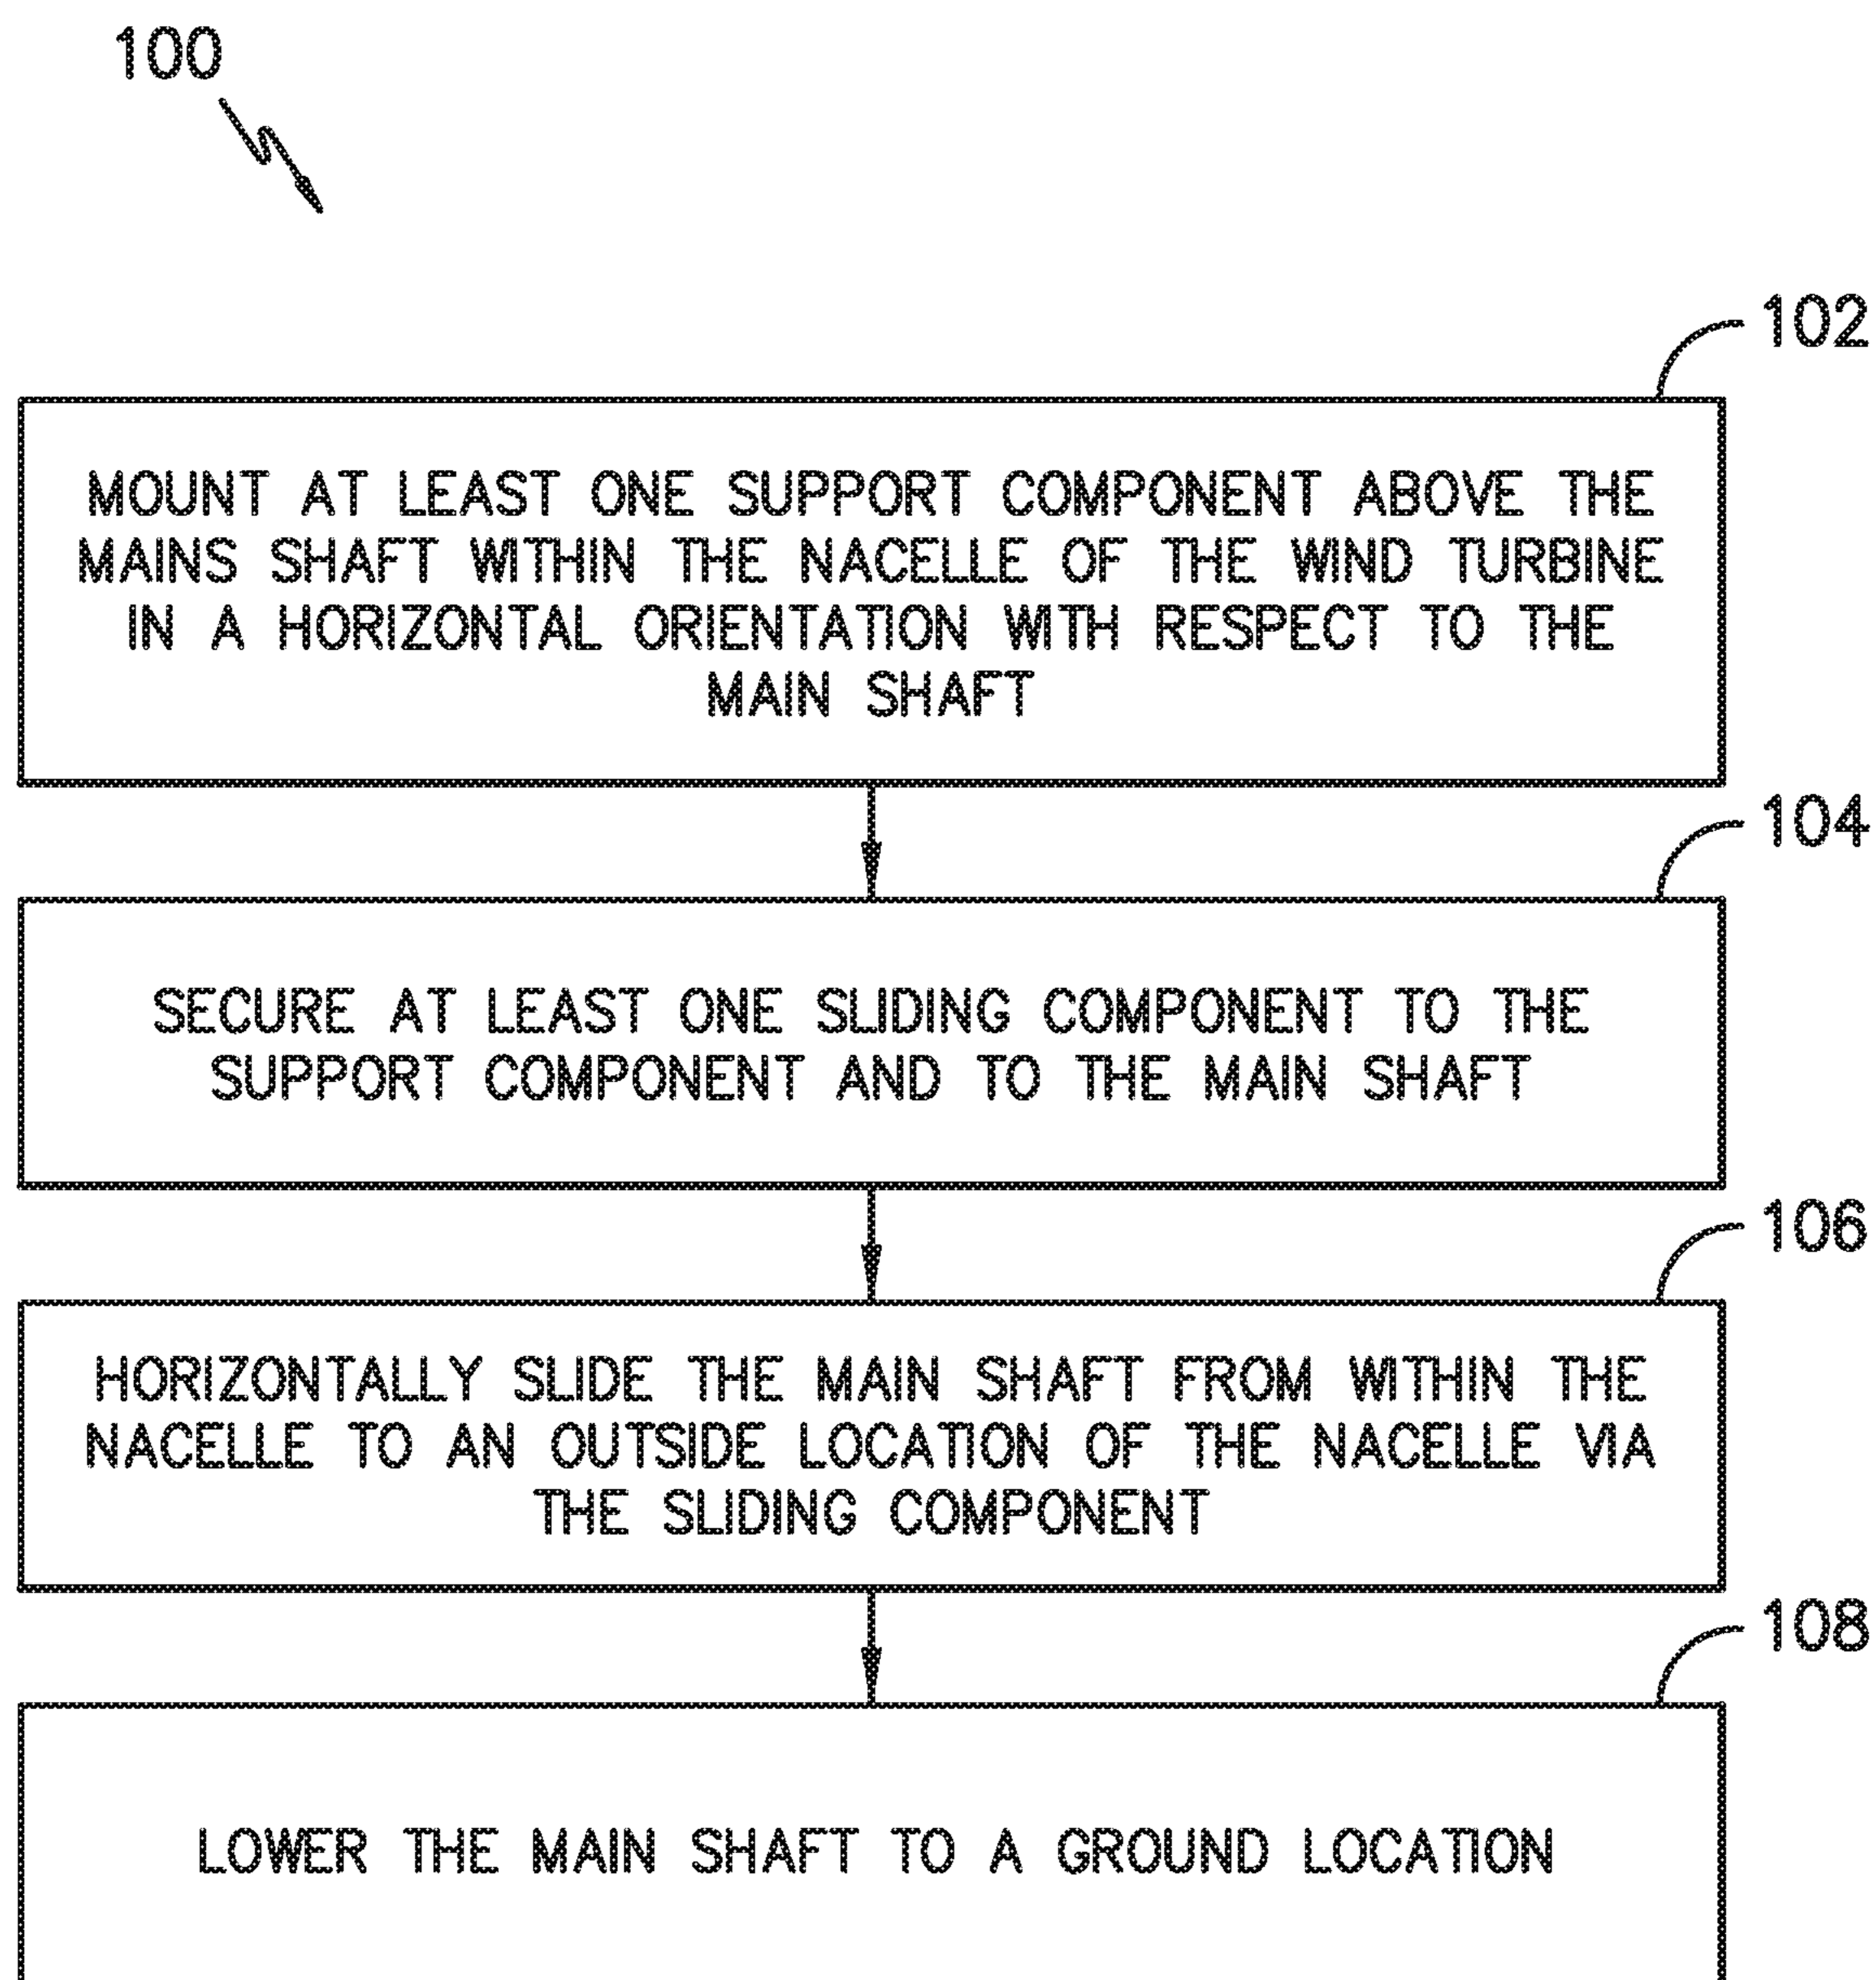 100
102
MOUNT AT LEAST ONE SUPPORT COMPONENT ABOVE THE
MAINS SHAFT WITHIN THE NACELLE OF THE WIND TURBINE
IN A HORIZONTAL ORIENTATION WITH RESPECT TO THE
MAIN SHAFT
104
SECURE AT LEAST ONE SLIDING COMPONENT TO THE
SUPPORT COMPONENT AND TO THE MAIN SHAFT
106
HORIZONTALLY SLIDE THE MAIN SHAFT FROM WITHIN THE
NACELLE TO AN OUTSIDE LOCATION OF THE NACELLE VIA
THE SLIDING COMPONENT
108
LOWER THE MAIN SHAFT TO A GROUND LOCATION